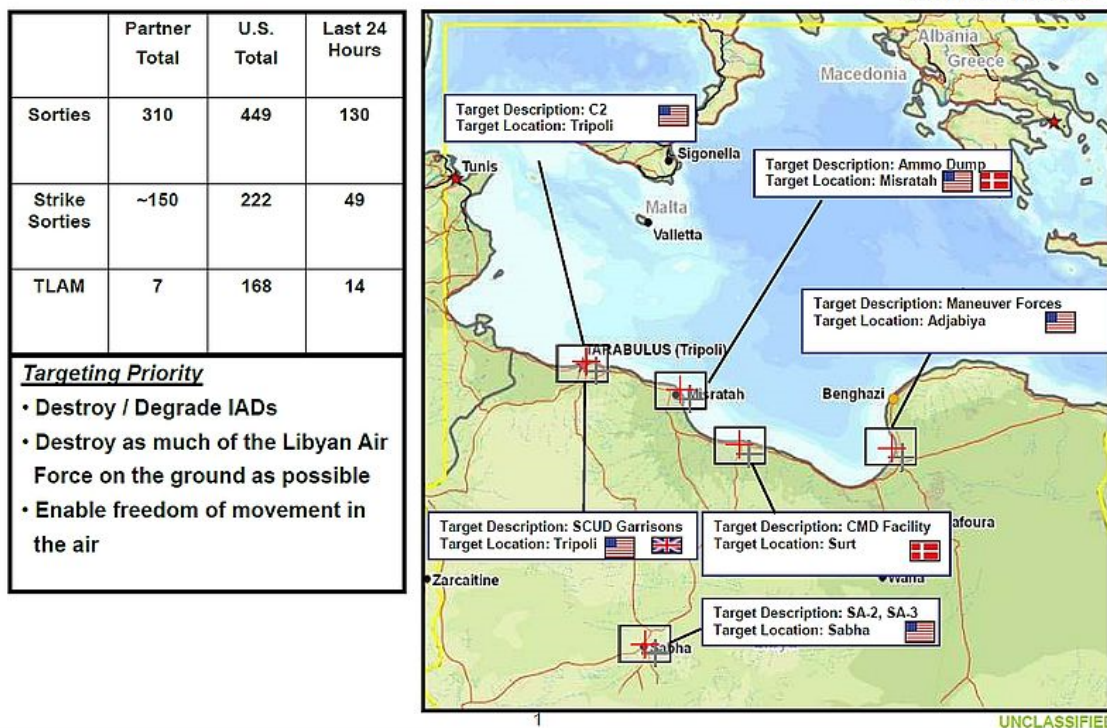 Partner Total
U.S. Total
Last 24 Hours
Sorties
310
449
130
Strike Sorties
~150
222
49
TLAM
7
168
14
Targeting Priority
• Destroy / Degrade IADs
• Destroy as much of the Libyan Air
Force on the ground as possible
• Enable freedom of movement in
the air
Albania
Greece
Macedonia
Target Description: C2
Target Location: Tripoli
Sigonella
Target Description: Ammo Dump
Target Location: Misratah
Tunis
Malta
Valletta
Target Description: Maneuver Forces
Target Location: Adjabiya
TARABULUS (Tripoli)
Misratah
Benghazi
Target Description: SCUD Garrisons
Target Location: Tripoli
Target Description: CMD Facility
Target Location: Surt
afoura
Zarcaitine
Target Description: SA-2, SA-3
Target Location: Sabha
Sabha
1
UNCLASSIFIE